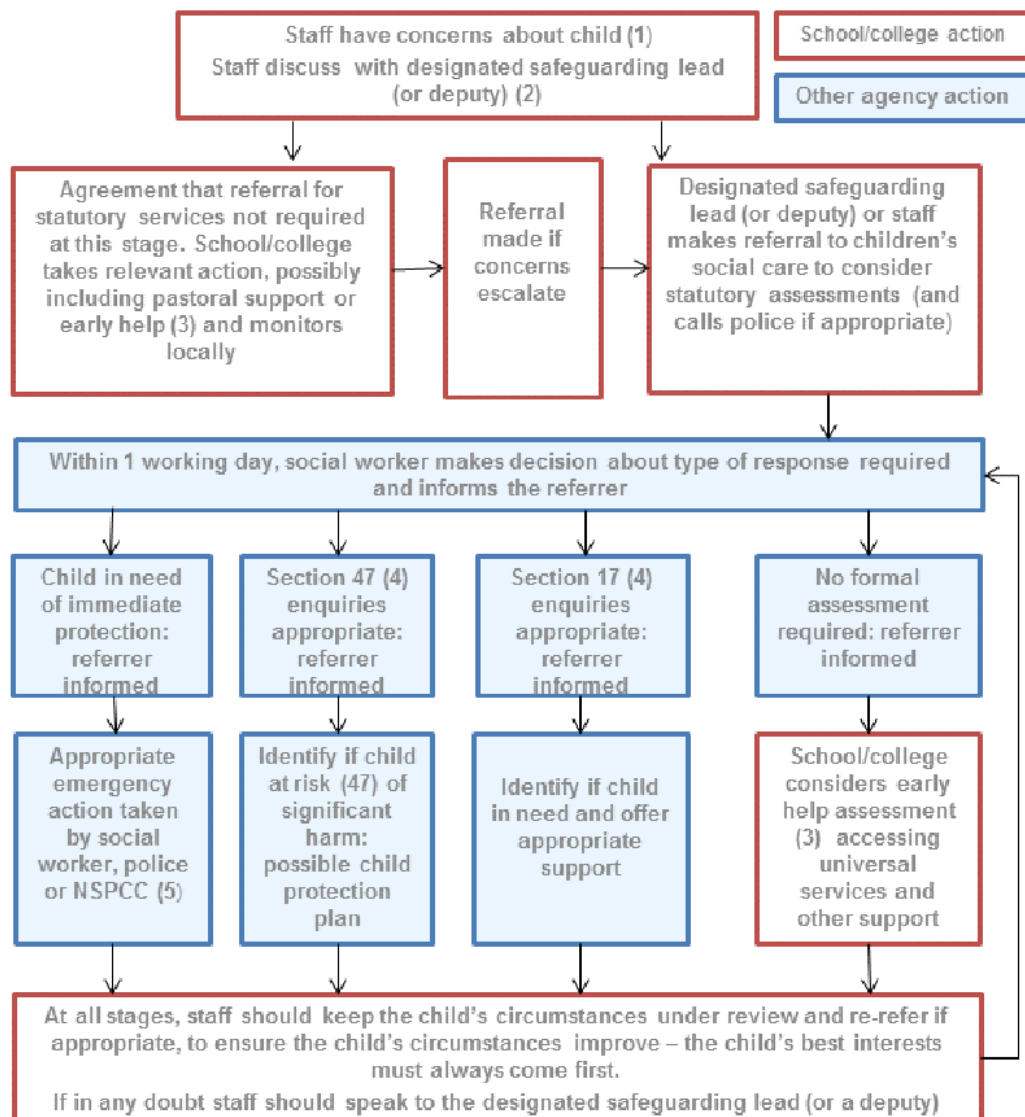 Staff have concerns about child (1)
Staff discuss with designated safeguarding lead
(or deputy) (2)
School/college action
Other agency action
Agreement that referral for
statutory services not required
at this stage. School/college
takes relevant action, possibly
including pastoral support or
early help (3) and monitors
locally
Referral
made if
concerns
escalate
Designated safeguarding
lead (or deputy) or staff
makes referral to children's
social care to consider
statutory assessments (and
calls police if appropriate)
Within 1 working day, social worker makes decision about type of response required
and informs the referrer
Child in need
of immediate
protection:
referrer
informed
Section 47 (4)
enquiries
appropriate:
referrer
informed
Section 17 (4)
enquiries
appropriate:
referrer
informed
No formal
assessment
required: referrer
informed
Appropriate
emergency
action taken
by social
worker, police
or NSPCC (5)
Identify if child
at risk (47) of
significant
harm:
possible child
protection
plan
Identify if child
in need and offer
appropriate
support
School/college
considers early
help assessment
(3) accessing
universal
services and
other support
At all stages, staff should keep the child's circumstances under review and re-refer if
appropriate, to ensure the child's circumstances improve – the child's best interests
must always come first.
If in any doubt staff should speak to the designated safeguarding lead (or a deputy)